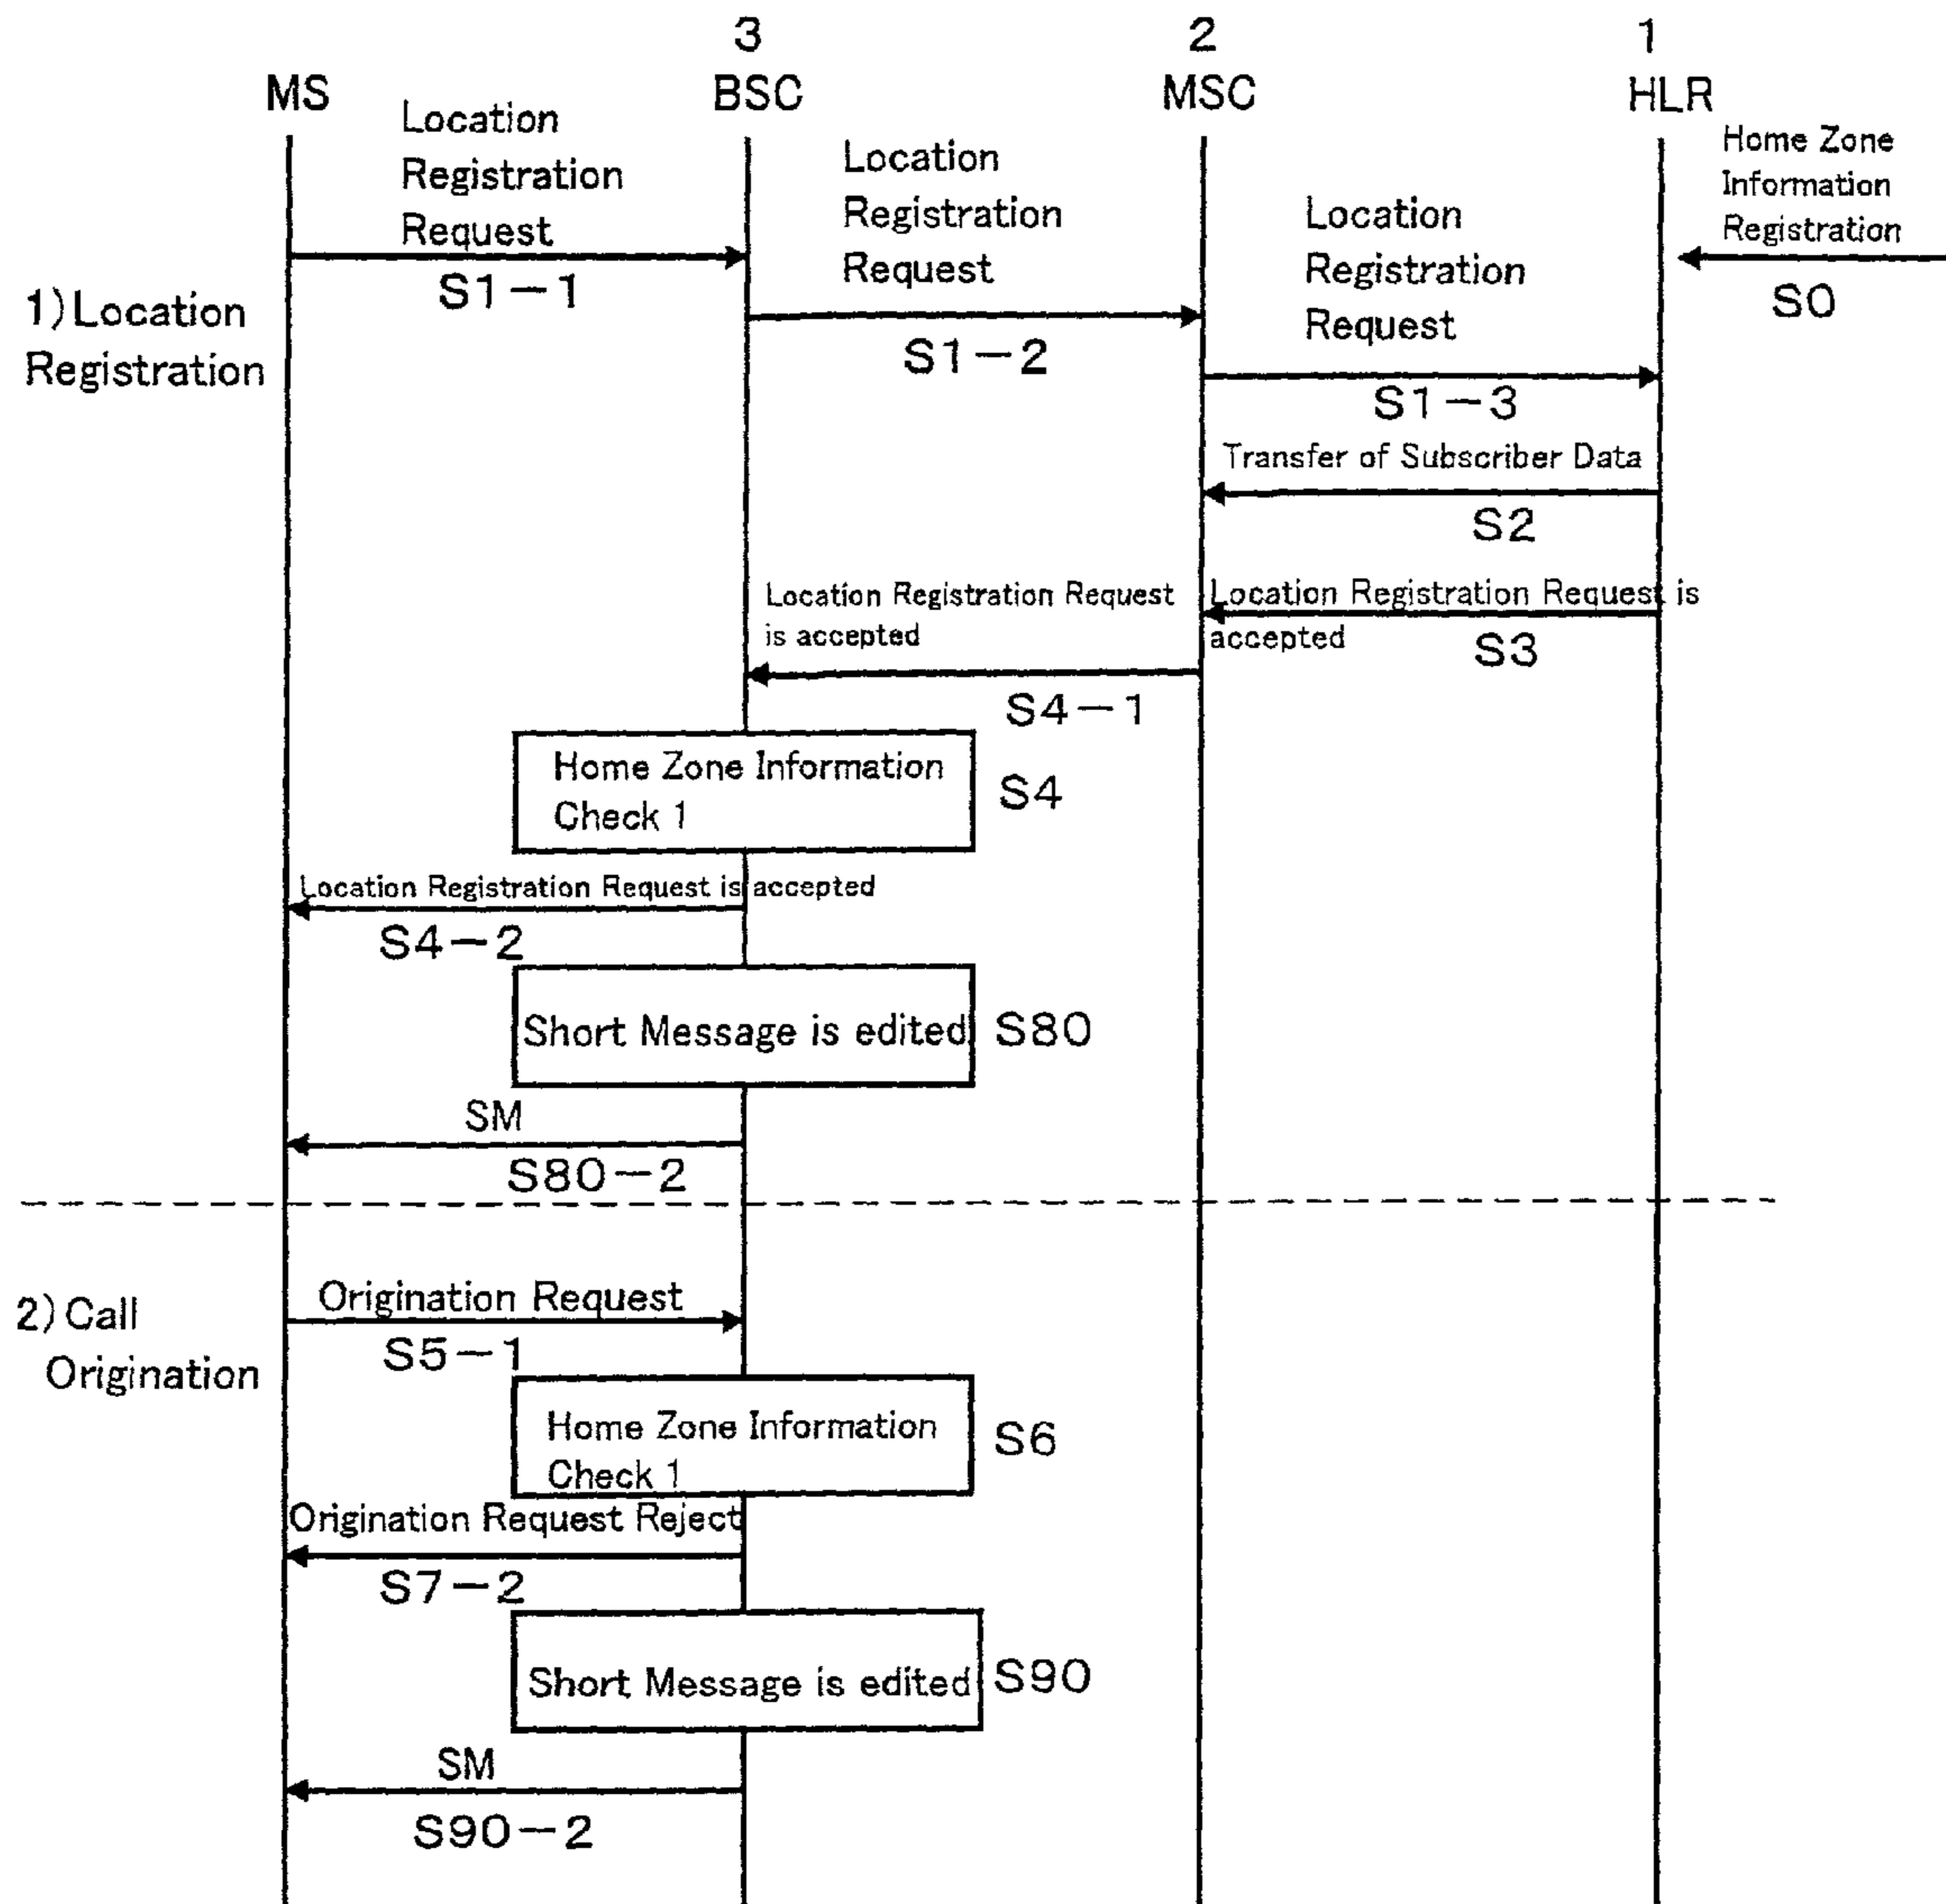 3
2
1
MS
BSC
MSC
HLR
Location
Registration
Request
S1-1
Location
Registration
Request
S1-2
Location
Registration
Request
S1-3
Home Zone
Information
Registration
S0
1) Location
Registration
Transfer of Subscriber Data
S2
Location Registration Request is
accepted
S3
Location Registration Request
is accepted
S4-1
Home Zone Information
Check 1
S4
Location Registration Request is accepted
S4-2
Short Message is edited
S80
SM
S80-2
2) Call
Origination
Origination Request
S5-1
Home Zone Information
Check 1
S6
Origination Request Reject
S7-2
Short Message is edited
S90
SM
S90-2